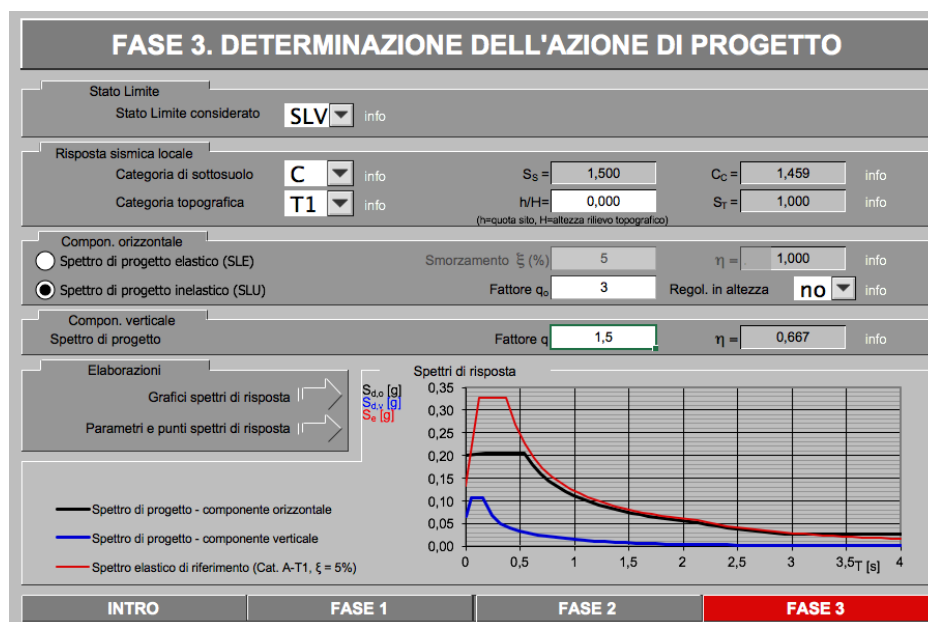 FASE 3. DETERMINAZIONE DELL'AZIONE DI PROGETTO
Stato Limite
Stato Limite considerato SLV info
Risposta sismica locale
Categoria di sottosuolo C info S_S = 1,500 C_C = 1,459 info
Categoria topografica T1 info h/H= 0,000 S_T = 1,000 info
(h=quota sito, H=altezza rilievo topografico)
Compon. orizzontale
Spettro di progetto elastico (SLE) Smorzamento ξ (%) 5 η = 1,000 info
Spettro di progetto inelastico (SLU) Fattore q_o 3 Regol. in altezza no info
Compon. verticale
Spettro di progetto Fattore q 1,5 η = 0,667 info
Elaborazioni
Grafici spettri di risposta
Parametri e punti spettri di risposta
Spettri di risposta
S_d,o [g]
S_d,v [g]
S_e [g]
0,35
0,30
0,25
0,20
0,15
0,10
0,05
0,00
0 0,5 1 1,5 2 2,5 3 3,5 T [s] 4
Spettro di progetto - componente orizzontale
Spettro di progetto - componente verticale
Spettro elastico di riferimento (Cat. A-T1, ξ = 5%)
INTRO FASE 1 FASE 2 FASE 3